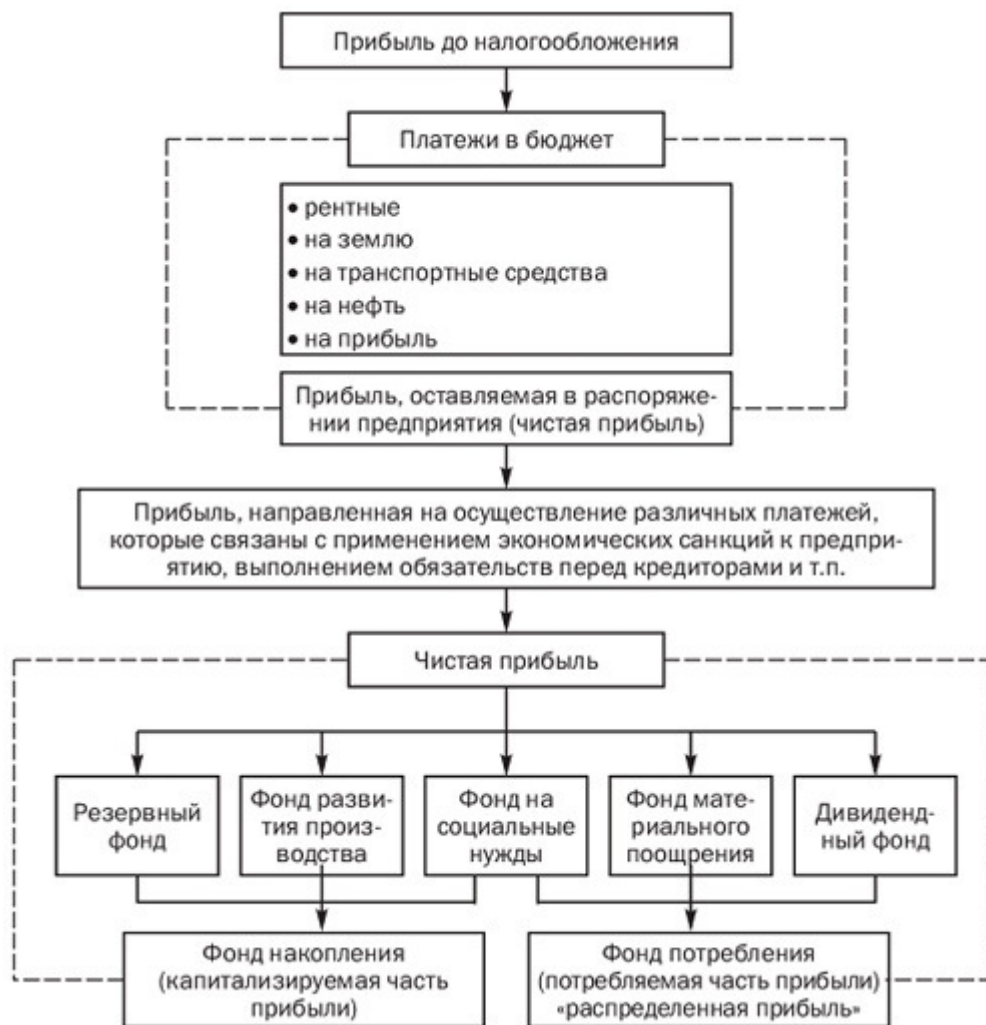 Прибыль до налогообложения
Платежи в бюджет
• рентные
• на землю
• на транспортные средства
• на нефть
• на прибыль
Прибыль, оставляемая в распоряже-
нии предприятия (чистая прибыль)
Прибыль, направленная на осуществление различных платежей,
которые связаны с применением экономических санкций к предпри-
ятию, выполнением обязательств перед кредиторами и т.п.
Чистая прибыль
Резервный
фонд
Фонд разви-
тия произ-
водства
Фонд на
социальные
нужды
Фонд мате-
риального
поощрения
Дивиденд-
ный фонд
Фонд накопления
(капитализируемая часть
прибыли)
Фонд потребления
(потребляемая часть прибыли)
«распределенная прибыль»